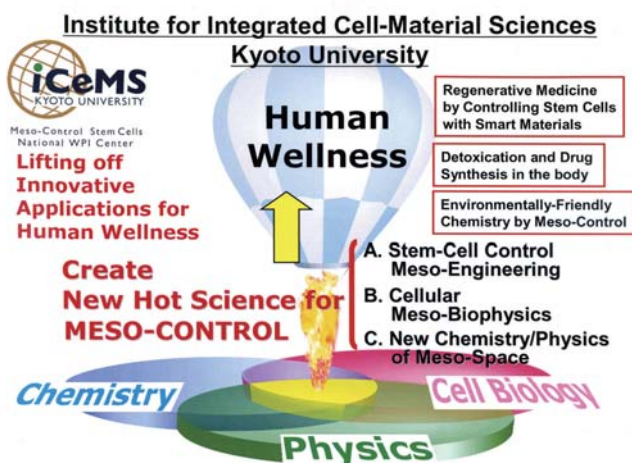 Institute for Integrated Cell-Material Sciences
Kyoto University
iCeMS
KYOTO UNIVERSITY
Meso-Control Stem Cells
National WPI Center
Lifting off
Innovative
Applications for
Human Wellness
Human
Wellness
Regenerative Medicine
by Controlling Stem Cells
with Smart Materials
Detoxication and Drug
Synthesis in the body
Environmentally-Friendly
Chemistry by Meso-Control
Create
New Hot Science for
MESO-CONTROL
A. Stem-Cell Control
Meso-Engineering
B. Cellular
Meso-Biophysics
C. New Chemistry/Physics
of Meso-Space
Chemistry
Cell Biology
Physics